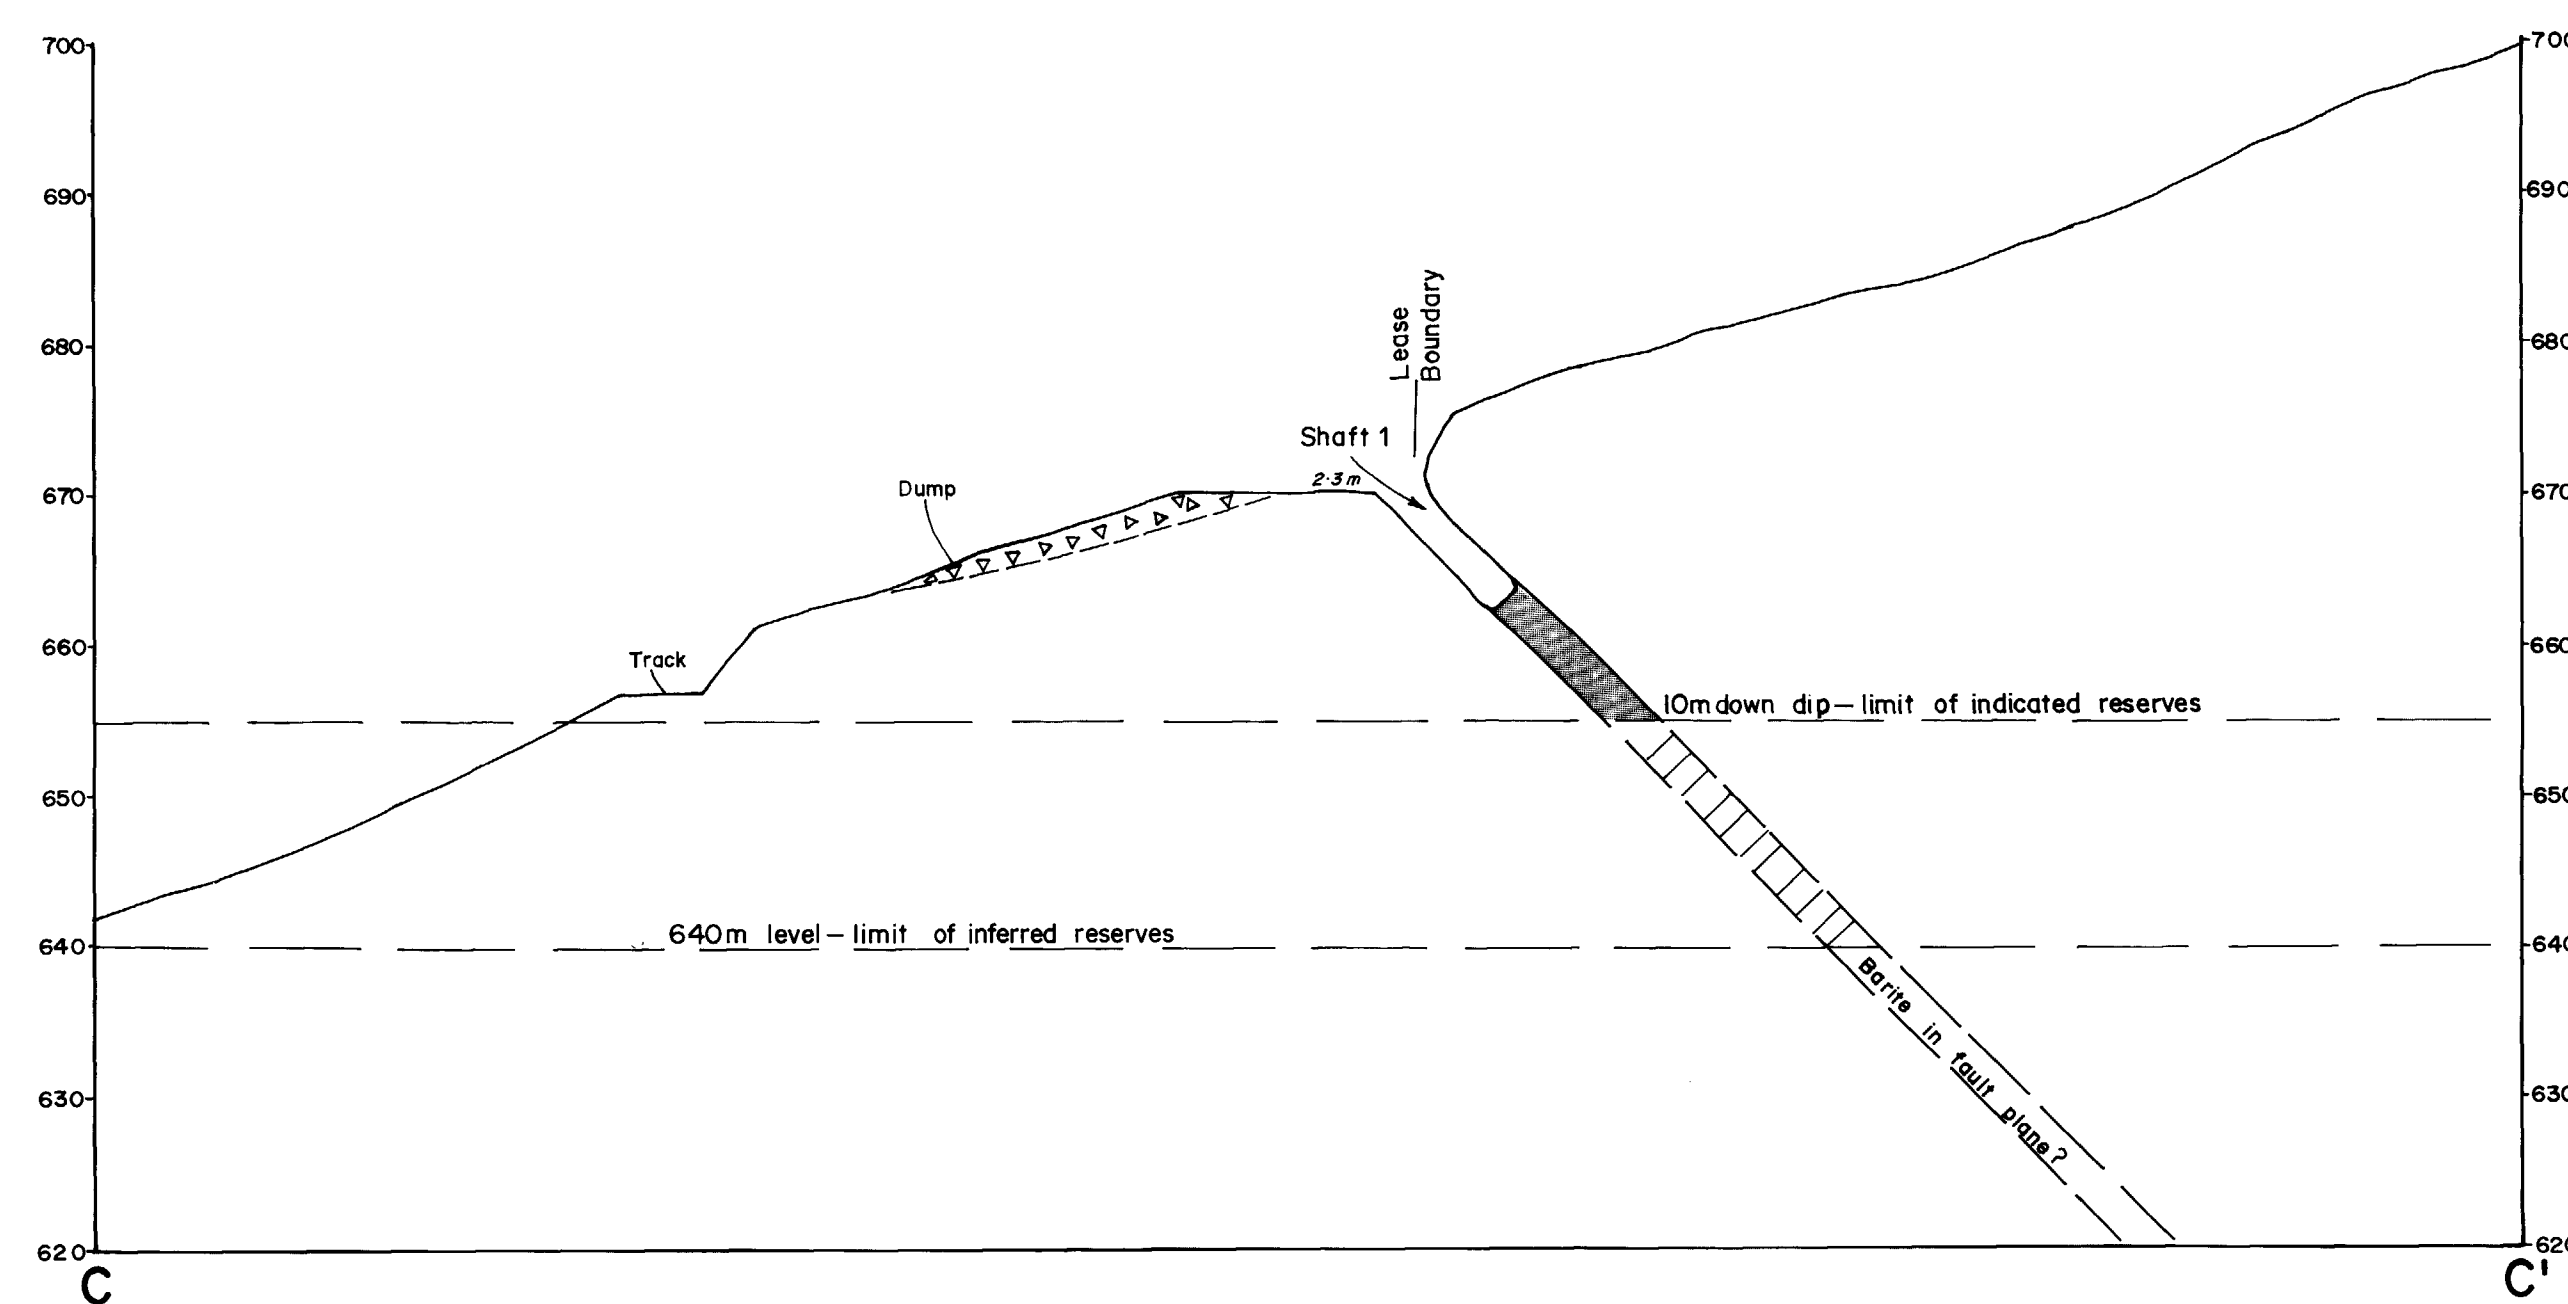 700
700
690
690
Lease
Boundary
680
680
Shaft 1
Dump
2·3 m
670
670
Track
660
660
10m down dip — limit of indicated reserves
650
650
640m level — limit of inferred reserves
640
640
Barite in fault plane?
630
630
620
620
C
C'